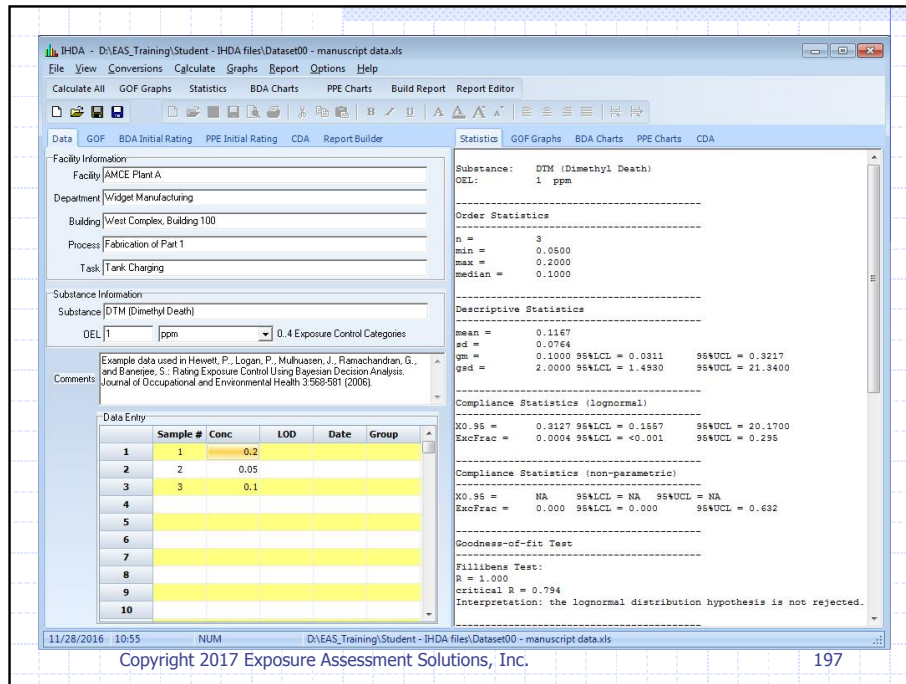 IHDA - D:\EAS_Training\Student - IHDA files\Dataset00 - manuscript data.xls
File View Conversions Calculate Graphs Report Options Help
Calculate All GOF Graphs Statistics BDA Charts PPE Charts Build Report Report Editor
B I U A A A A
Data GOF BDA Initial Rating PPE Initial Rating CDA Report Builder
Facility Information
Facility AMCE Plant A
Department Widget Manufacturing
Building West Complex, Building 100
Process Fabrication of Part 1
Task Tank Charging
Substance Information
Substance DTM (Dimethyl Death)
OEL 1 ppm 0..4 Exposure Control Categories
Comments Example data used in Hewett, P., Logan, P., Mulhuasen, J., Ramachandran, G.,
and Banerjee, S.: Rating Exposure Control Using Bayesian Decision Analysis.
Journal of Occupational and Environmental Health 3:568-581 (2006).
Data Entry
Sample # Conc LOD Date Group
1 1 0.2
2 2 0.05
3 3 0.1
4
5
6
7
8
9
10
Statistics GOF Graphs BDA Charts PPE Charts CDA
Substance: DTM (Dimethyl Death)
OEL: 1 ppm
Order Statistics
n = 3
min = 0.0500
max = 0.2000
median = 0.1000
Descriptive Statistics
mean = 0.1167
sd = 0.0764
gm = 0.1000 95%LCL = 0.0311 95%UCL = 0.3217
gsd = 2.0000 95%LCL = 1.4930 95%UCL = 21.3400
Compliance Statistics (lognormal)
X0.95 = 0.3127 95%LCL = 0.1557 95%UCL = 20.1700
ExcFrac = 0.0004 95%LCL = <0.001 95%UCL = 0.295
Compliance Statistics (non-parametric)
X0.95 = NA 95%LCL = NA 95%UCL = NA
ExcFrac = 0.000 95%LCL = 0.000 95%UCL = 0.632
Goodness-of-fit Test
Fillibens Test:
R = 1.000
critical R = 0.794
Interpretation: the lognormal distribution hypothesis is not rejected.
11/28/2016 10:55 NUM D:\EAS_Training\Student - IHDA files\Dataset00 - manuscript data.xls
Copyright 2017 Exposure Assessment Solutions, Inc. 197